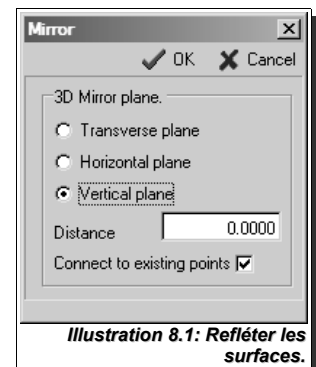 Mirror
OK Cancel
3D Mirror plane.
Transverse plane
Horizontal plane
Vertical plane
Distance 0.0000
Connect to existing points
Illustration 8.1: Refléter les
surfaces.